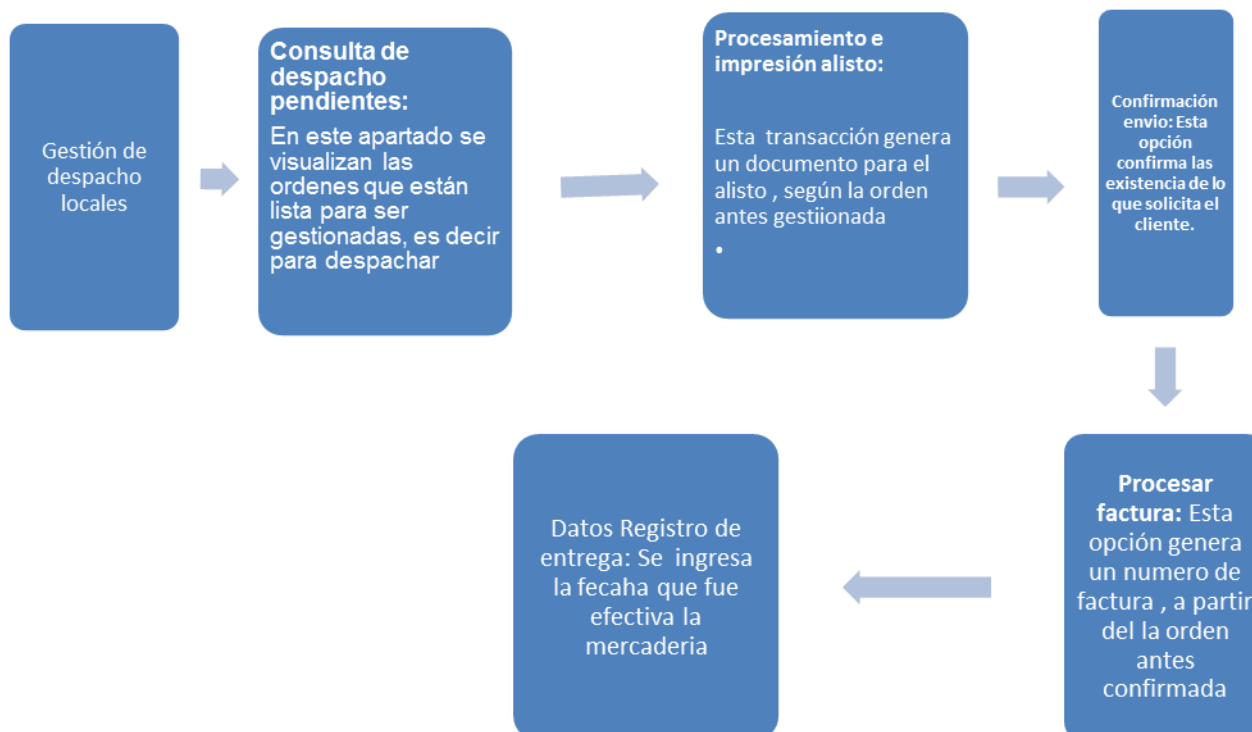 Gestión de
despacho
locales
Consulta de
despacho
pendientes:
En este apartado se
visualizan las
ordenes que están
lista para ser
gestionadas, es decir
para despachar
Procesamiento e
impresión alisto:
Esta transacción genera
un documento para el
alisto , según la orden
antes gestiionada
•
Confirmación
envio: Esta
opción
confirma las
existencia de lo
que solicita el
cliente.
Procesar
factura: Esta
opción genera
un numero de
factura , a partir
del la orden
antes
confirmada
Datos Registro de
entrega: Se ingresa
la fecaha que fue
efectiva la
mercaderia